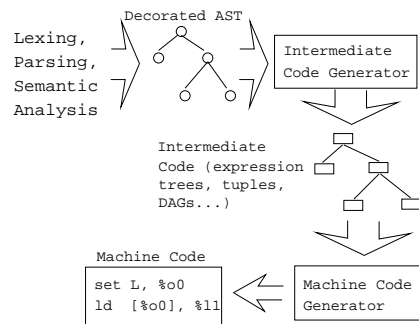 Decorated AST
Lexing,
Parsing,
Semantic
Analysis
Intermediate
Code Generator
Intermediate
Code (expression
trees, tuples,
DAGs...)
Machine Code
set L, %o0
ld [%o0], %l1
Machine Code
Generator